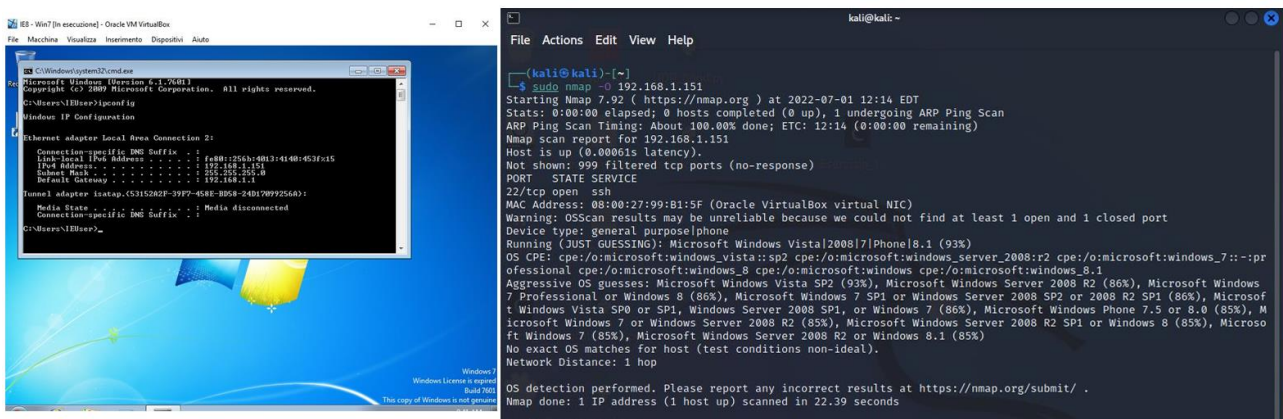 IE8 - Win7 [In esecuzione] - Oracle VM VirtualBox
File Macchina Visualizza Inserimento Dispositivi Aiuto
C:\Windows\system32\cmd.exe
Microsoft Windows [Version 6.1.7601]
Copyright (c) 2009 Microsoft Corporation. All rights reserved.
C:\Users\IEUser>ipconfig
Windows IP Configuration
Ethernet adapter Local Area Connection 2:
Connection-specific DNS Suffix . :
Link-local IPv6 Address . . . . . : fe80::256b:4013:4140:453f%15
IPv4 Address. . . . . . . . . . . : 192.168.1.151
Subnet Mask . . . . . . . . . . . : 255.255.255.0
Default Gateway . . . . . . . . . : 192.168.1.1
Tunnel adapter isatap.{53152A2F-39F7-458E-BD58-24D17099256A}:
Media State . . . . . . . . . . . : Media disconnected
Connection-specific DNS Suffix . :
C:\Users\IEUser>_
Windows 7
Windows License is expired
Build 7601
This copy of Windows is not genuine
kali@kali: ~
File Actions Edit View Help
┌──(kali㉿kali)-[~]
└─$ sudo nmap -O 192.168.1.151
Starting Nmap 7.92 ( https://nmap.org ) at 2022-07-01 12:14 EDT
Stats: 0:00:00 elapsed; 0 hosts completed (0 up), 1 undergoing ARP Ping Scan
ARP Ping Scan Timing: About 100.00% done; ETC: 12:14 (0:00:00 remaining)
Nmap scan report for 192.168.1.151
Host is up (0.00061s latency).
Not shown: 999 filtered tcp ports (no-response)
PORT STATE SERVICE
22/tcp open ssh
MAC Address: 08:00:27:99:B1:5F (Oracle VirtualBox virtual NIC)
Warning: OSScan results may be unreliable because we could not find at least 1 open and 1 closed port
Device type: general purpose|phone
Running (JUST GUESSING): Microsoft Windows Vista|2008|7|Phone|8.1 (93%)
OS CPE: cpe:/o:microsoft:windows_vista::sp2 cpe:/o:microsoft:windows_server_2008:r2 cpe:/o:microsoft:windows_7::-:pr
ofessional cpe:/o:microsoft:windows_8 cpe:/o:microsoft:windows cpe:/o:microsoft:windows_8.1
Aggressive OS guesses: Microsoft Windows Vista SP2 (93%), Microsoft Windows Server 2008 R2 (86%), Microsoft Windows
7 Professional or Windows 8 (86%), Microsoft Windows 7 SP1 or Windows Server 2008 SP2 or 2008 R2 SP1 (86%), Microsof
t Windows Vista SP0 or SP1, Windows Server 2008 SP1, or Windows 7 (86%), Microsoft Windows Phone 7.5 or 8.0 (85%), M
icrosoft Windows 7 or Windows Server 2008 R2 (85%), Microsoft Windows Server 2008 R2 SP1 or Windows 8 (85%), Microso
ft Windows 7 (85%), Microsoft Windows Server 2008 R2 or Windows 8.1 (85%)
No exact OS matches for host (test conditions non-ideal).
Network Distance: 1 hop
OS detection performed. Please report any incorrect results at https://nmap.org/submit/ .
Nmap done: 1 IP address (1 host up) scanned in 22.39 seconds